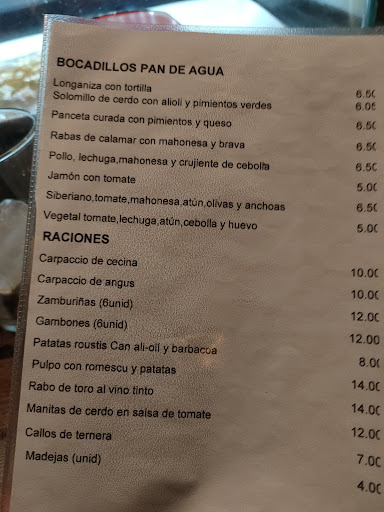 BOCADILLOS PAN DE AGUA
Longaniza con tortilla 6.50
Solomillo de cerdo con alioli y pimientos verdes 6.05
Panceta curada con pimientos y queso 6.50
Rabas de calamar con mahonesa y brava 6.50
Pollo, lechuga,mahonesa y crujiente de cebolla 6.50
Jamón con tomate 5.00
Siberiano,tomate,mahonesa,atún,olivas y anchoas 6.50
Vegetal tomate,lechuga,atún,cebolla y huevo 5.00
RACIONES
Carpaccio de cecina 10.00
Carpaccio de angus 10.00
Zamburiñas (6unid) 12.00
Gambones (6unid) 12.00
Patatas roustis Can ali-oli y barbacoa 8.00
Pulpo con romescu y patatas 14.00
Rabo de toro al vino tinto 14.00
Manitas de cerdo en salsa de tomate 12.00
Callos de ternera 7.00
Madejas (unid) 4.00